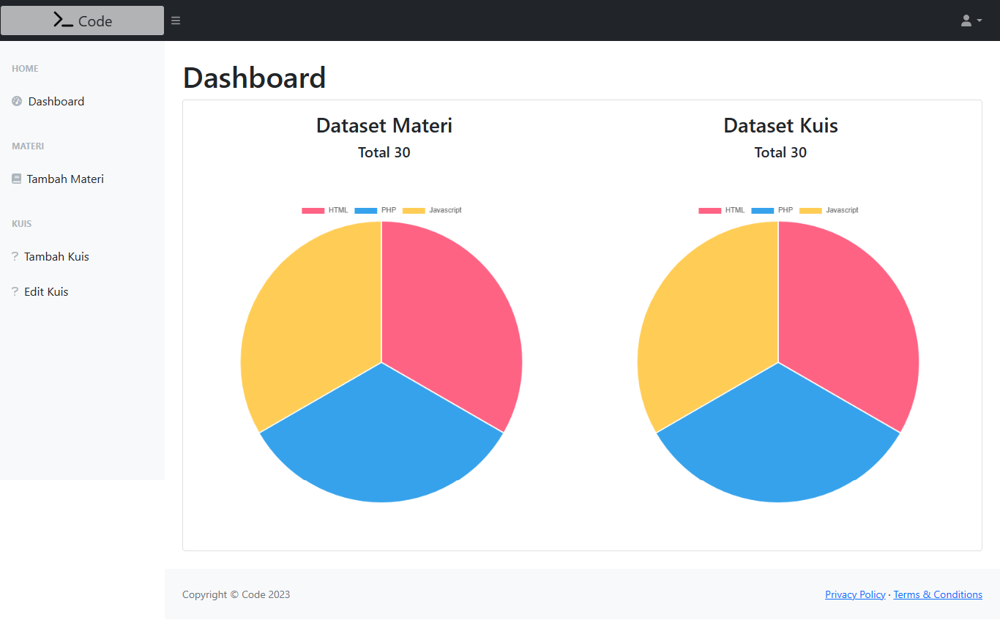 Code
HOME
Dashboard
MATERI
Tambah Materi
KUIS
? Tambah Kuis
? Edit Kuis
Dashboard
Dataset Materi
Total 30
HTML PHP Javascript
Dataset Kuis
Total 30
HTML PHP Javascript
Copyright © Code 2023
Privacy Policy · Terms & Conditions